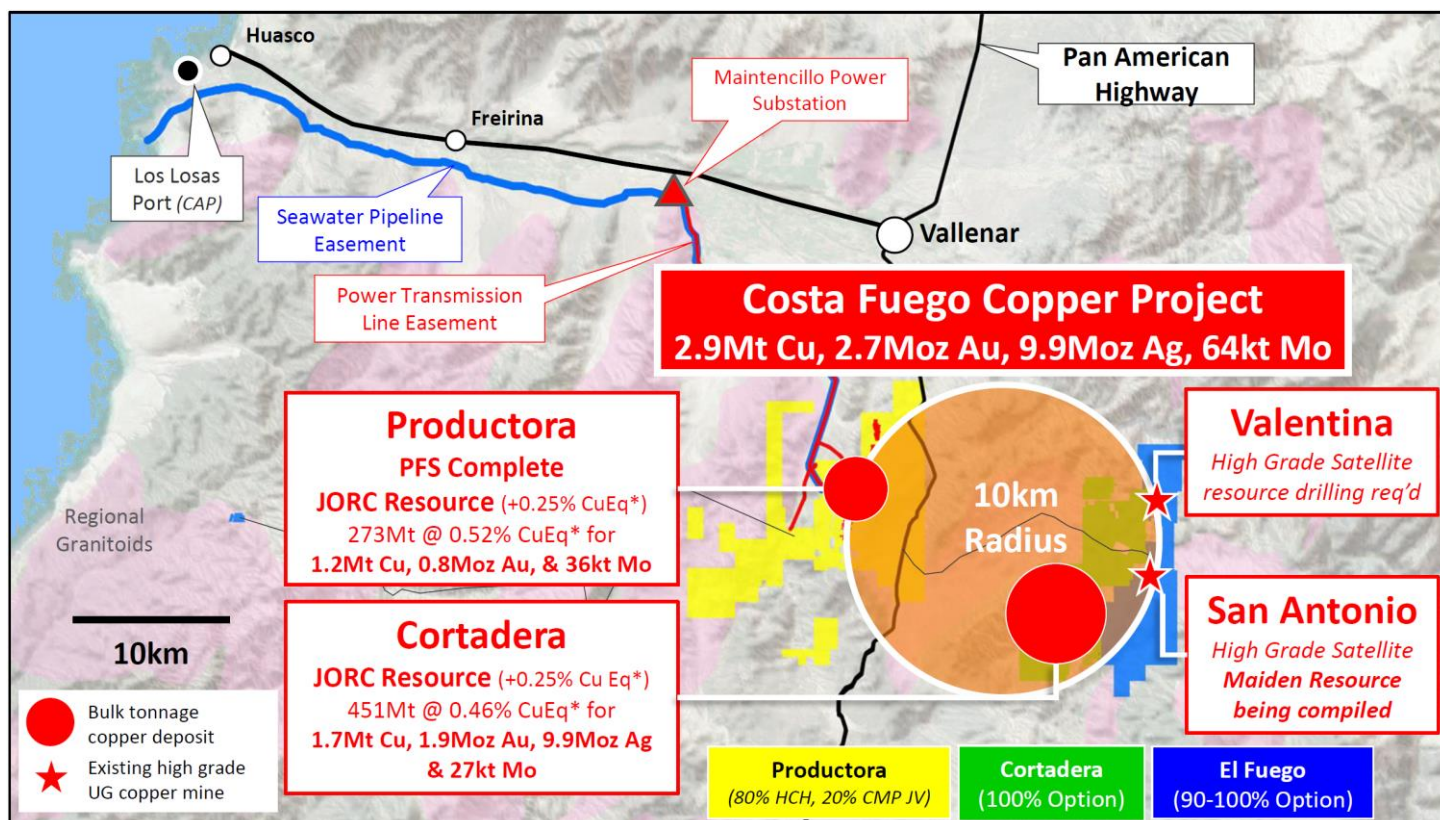 Huasco
Pan American
Highway
Maintencillo Power
Substation
Freirina
Los Losas
Port (CAP)
Seawater Pipeline
Easement
Vallenar
Power Transmission
Line Easement
Costa Fuego Copper Project
2.9Mt Cu, 2.7Moz Au, 9.9Moz Ag, 64kt Mo
Productora
PFS Complete
JORC Resource (+0.25% CuEq*)
273Mt @ 0.52% CuEq* for
1.2Mt Cu, 0.8Moz Au, & 36kt Mo
Valentina
High Grade Satellite
resource drilling req’d
10km
Radius
Regional
Granitoids
Cortadera
JORC Resource (+0.25% Cu Eq*)
451Mt @ 0.46% CuEq* for
1.7Mt Cu, 1.9Moz Au, 9.9Moz Ag
& 27kt Mo
San Antonio
High Grade Satellite
Maiden Resource
being compiled
10km
Bulk tonnage
copper deposit
Existing high grade
UG copper mine
Productora
(80% HCH, 20% CMP JV)
Cortadera
(100% Option)
El Fuego
(90-100% Option)